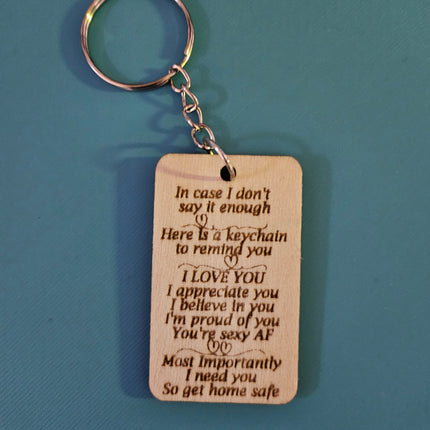 In case I don't
say it enough
Here is a keychain
to remind you
I LOVE YOU
I appreciate you
I believe in you
I'm proud of you
You're sexy AF
Most Importantly
I need you
So get home safe